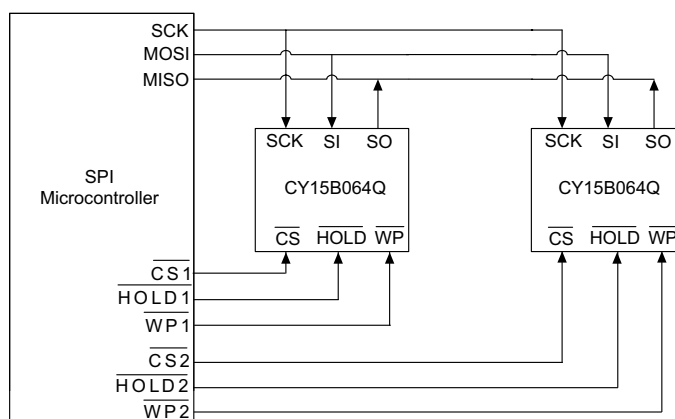 SCK
MOSI
MISO
SCK SI SO
SCK SI SO
SPI
Microcontroller
CY15B064Q
CY15B064Q
CS HOLD WP
CS HOLD WP
CS1
HOLD1
WP1
CS2
HOLD2
WP2